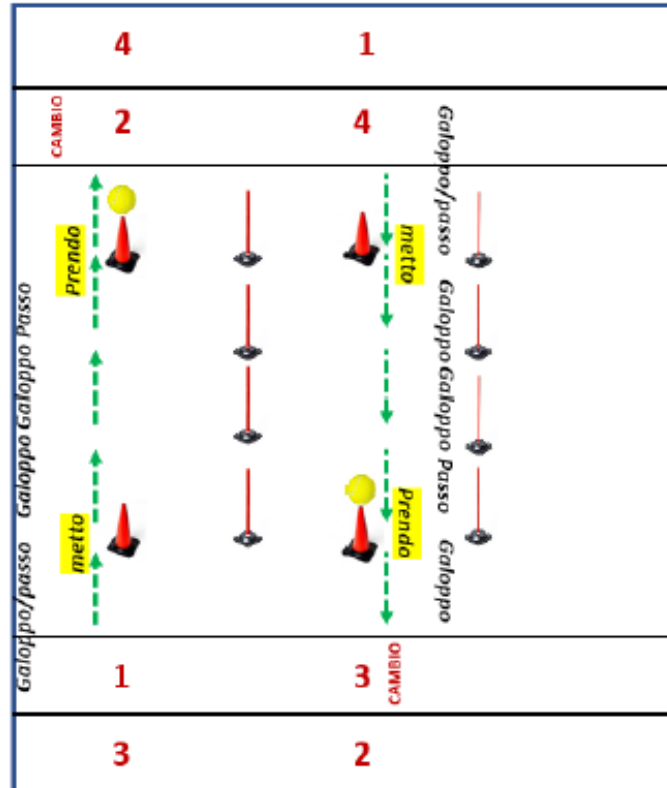 4 1
CAMBIO 2 4
Prendo
metto
Galoppo/passo
Galoppo Galoppo Passo
Galoppo Galoppo Passo
metto
Prendo
Galoppo
Galoppo/passo
1 3 CAMBIO
3 2